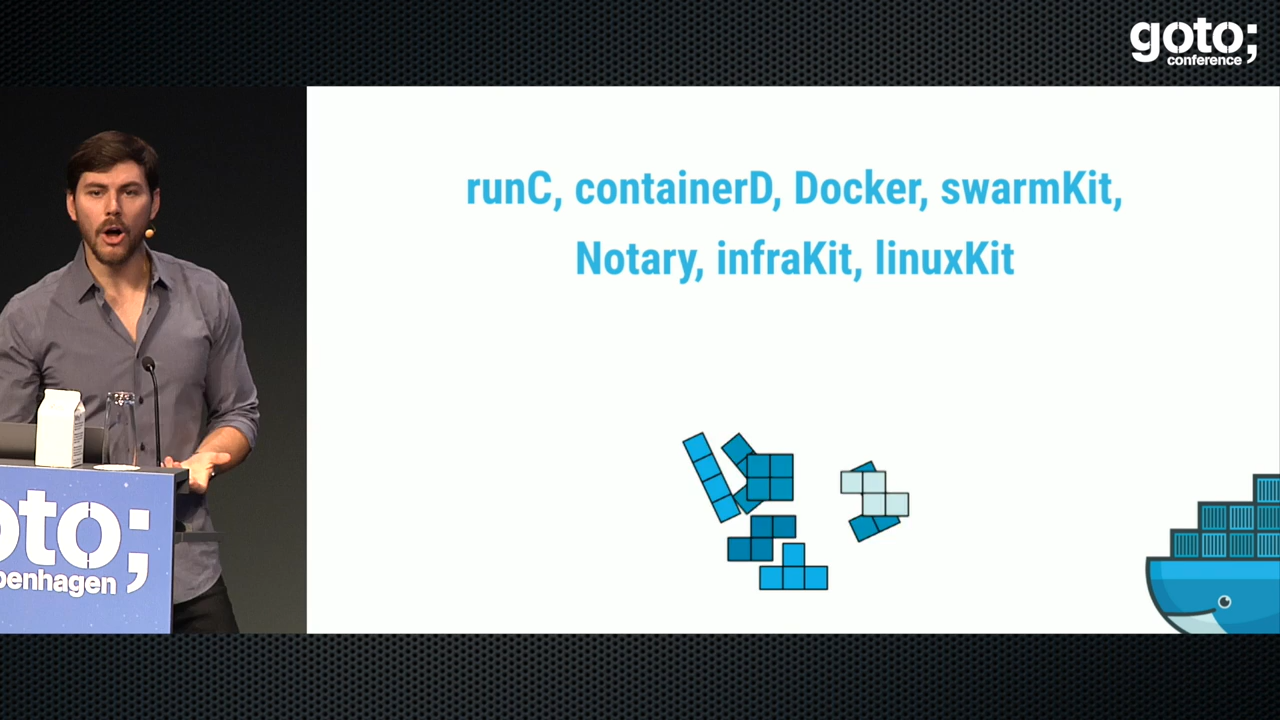 goto;
conference
runC, containerD, Docker, swarmKit,
Notary, infraKit, linuxKit
oto;
penhagen